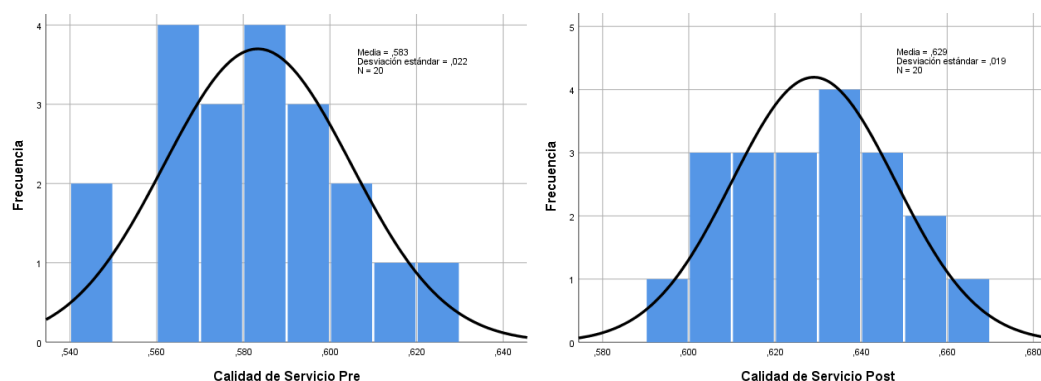 4
3
2
1
0
Frecuencia
Media = ,583
Desviación estándar = ,022
N = 20
,540 ,560 ,580 ,600 ,620 ,640
Calidad de Servicio Pre
5
4
3
2
1
0
Frecuencia
Media = ,629
Desviación estándar = ,019
N = 20
,580 ,600 ,620 ,640 ,660 ,680
Calidad de Servicio Post